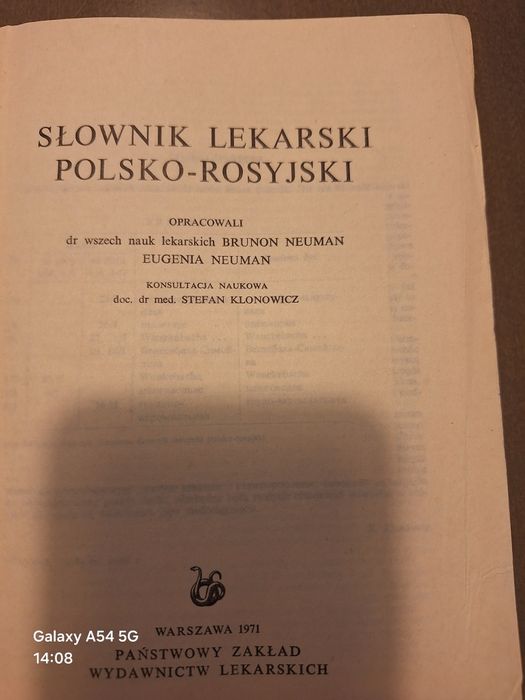 SŁOWNIK LEKARSKI
POLSKO-ROSYJSKI
OPRACOWALI
dr wszech nauk lekarskich BRUNON NEUMAN
EUGENIA NEUMAN
KONSULTACJA NAUKOWA
doc. dr med. STEFAN KLONOWICZ
WARSZAWA 1971
PAŃSTWOWY ZAKŁAD
WYDAWNICTW LEKARSKICH
Galaxy A54 5G
14:08